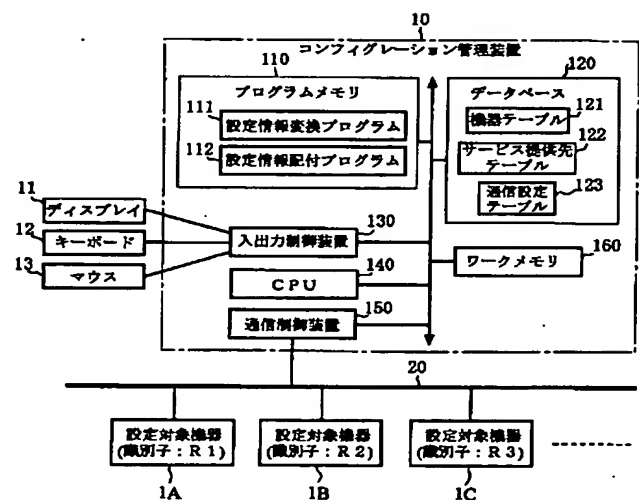 10
コンフィグレーション管理装置
110
プログラムメモリ
111
設定情報変換プログラム
112
設定情報配付プログラム
120
データベース
121
機器テーブル
122
サービス提供先
テーブル
通信設定
テーブル
123
11
ディスプレイ
12
キーボード
13
マウス
130
入出力制御装置
140
CPU
150
通信制御装置
160
ワークメモリ
20
設定対象機器
(識別子:R1)
設定対象機器
(識別子:R2)
設定対象機器
(識別子:R3)
1A
1B
1C